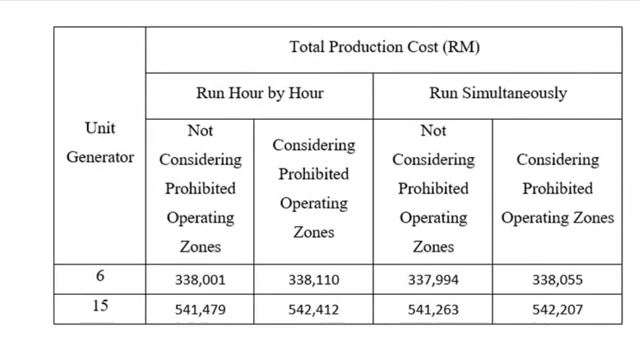 Total Production Cost (RM)
Run Hour by Hour
Run Simultaneously
Unit
Generator
Not
Considering
Prohibited
Operating
Zones
Considering
Prohibited
Operating
Zones
Not
Considering
Prohibited
Operating
Zones
Considering
Prohibited
Operating Zones
6 338,001 338,110 337,994 338,055
15 541,479 542,412 541,263 542,207